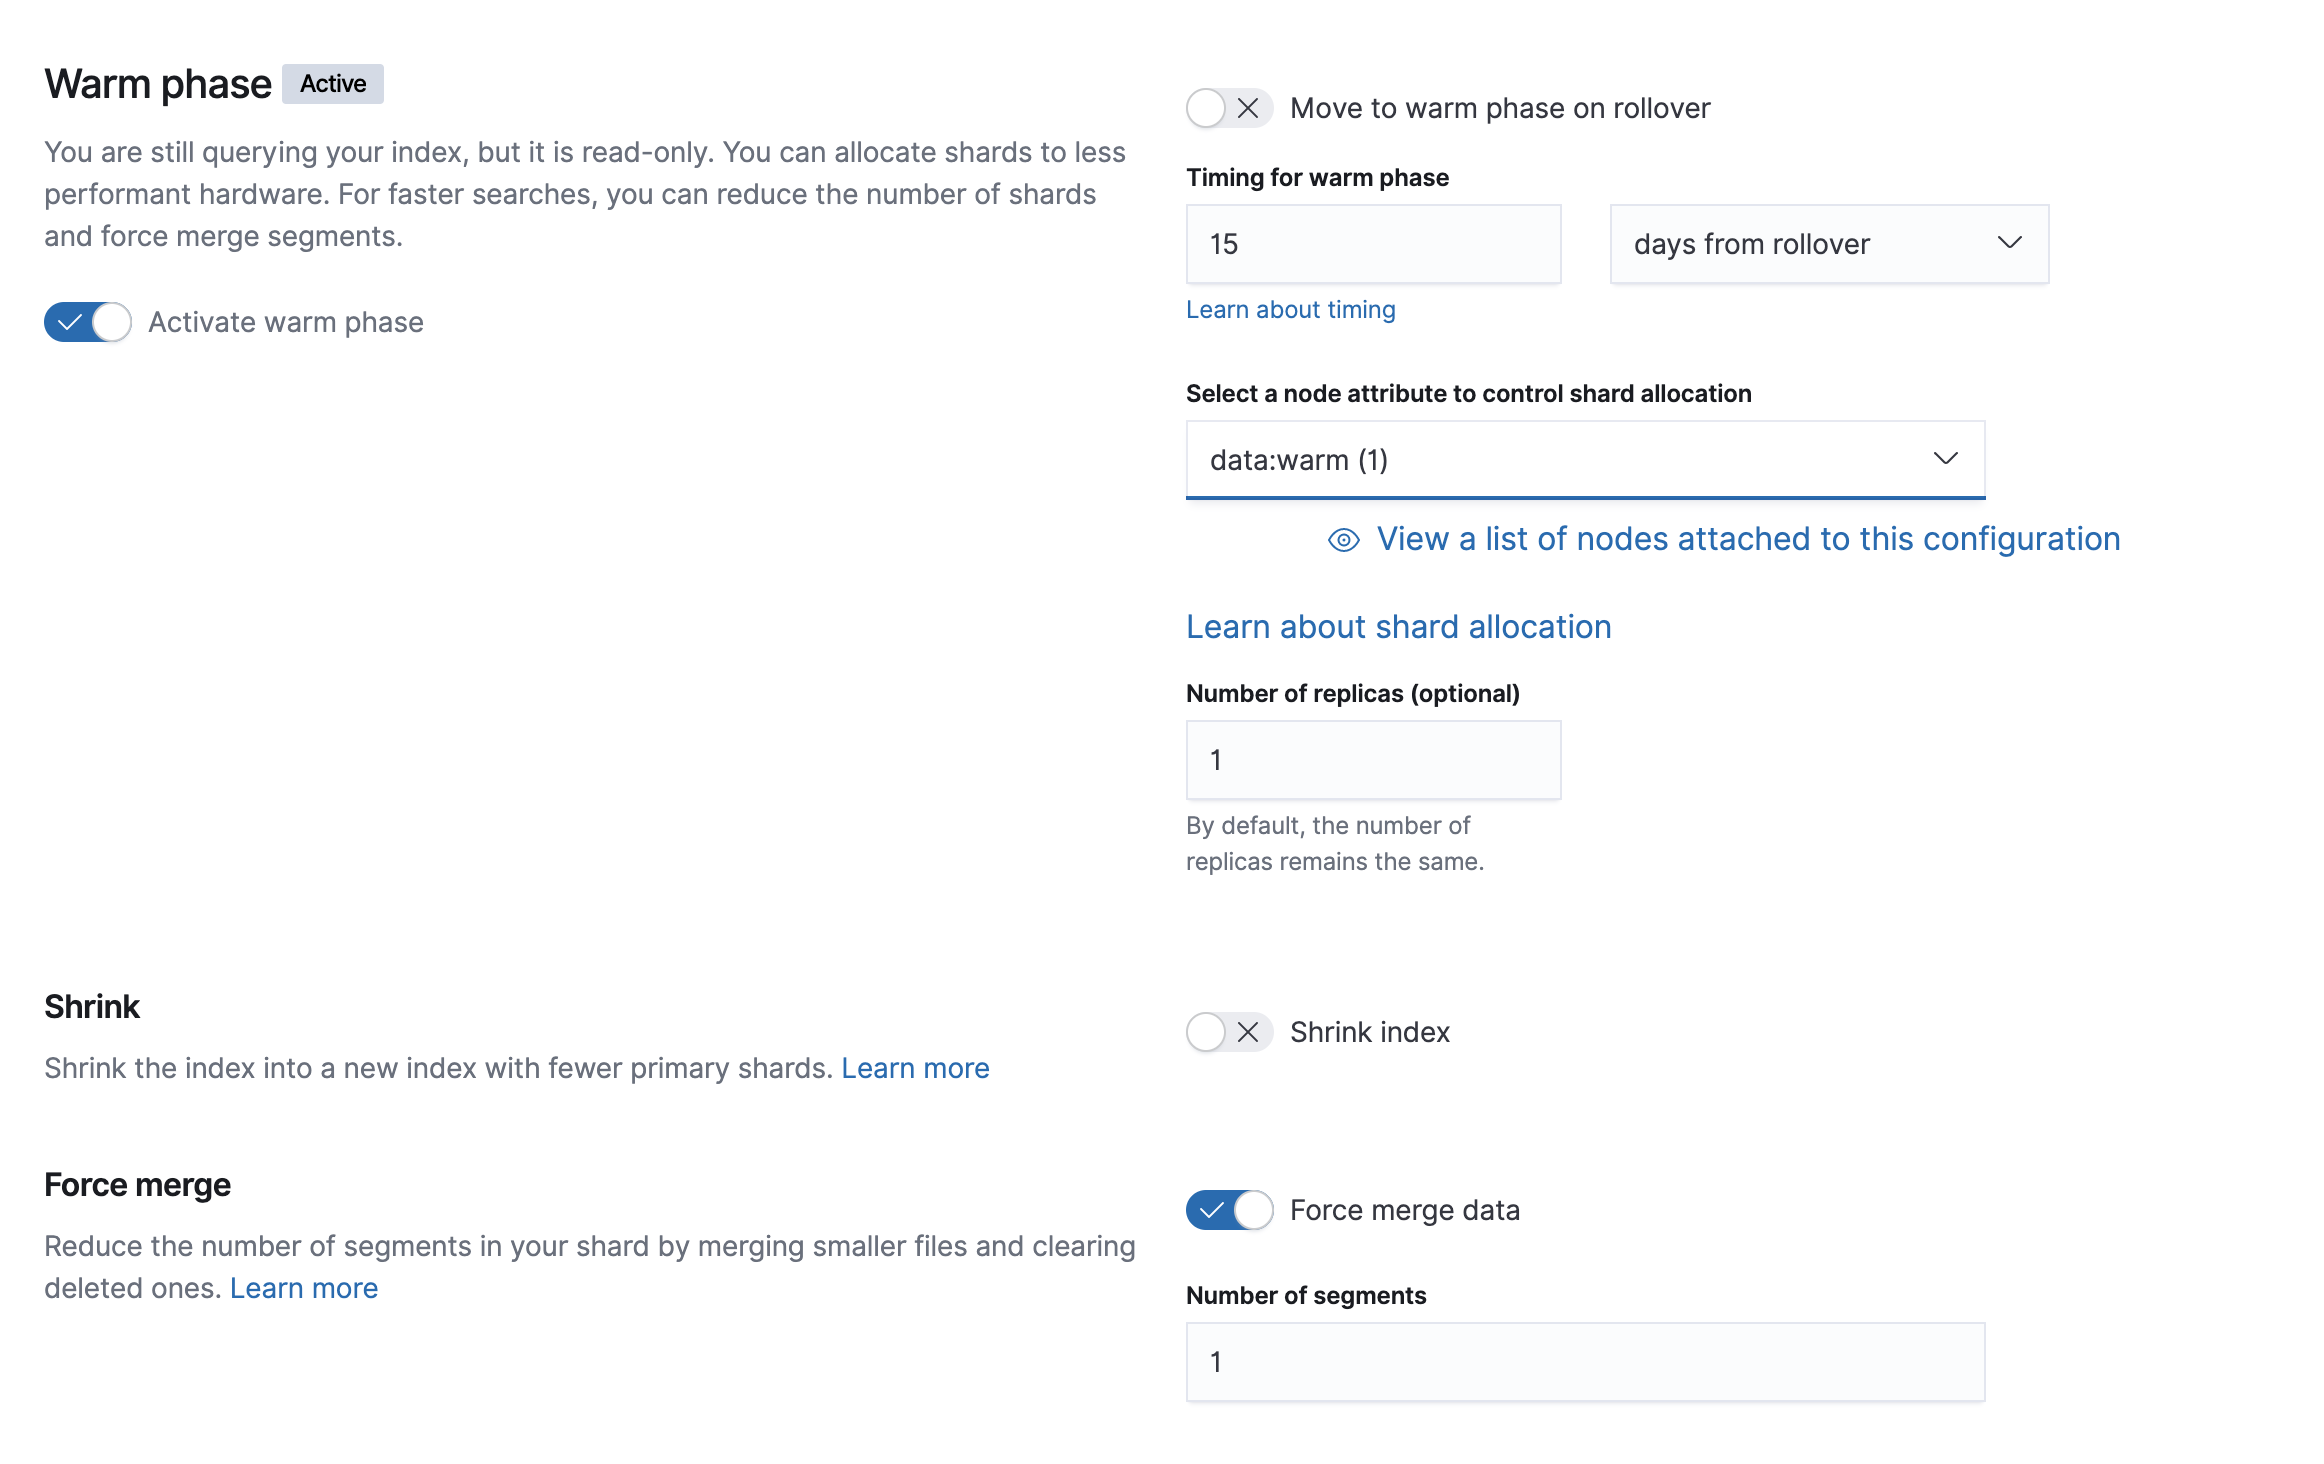 Warm phase Active
You are still querying your index, but it is read-only. You can allocate shards to less
performant hardware. For faster searches, you can reduce the number of shards
and force merge segments.
Activate warm phase
Move to warm phase on rollover
Timing for warm phase
15
days from rollover
Learn about timing
Select a node attribute to control shard allocation
data:warm (1)
View a list of nodes attached to this configuration
Learn about shard allocation
Number of replicas (optional)
1
By default, the number of
replicas remains the same.
Shrink
Shrink the index into a new index with fewer primary shards. Learn more
Shrink index
Force merge
Reduce the number of segments in your shard by merging smaller files and clearing
deleted ones. Learn more
Force merge data
Number of segments
1